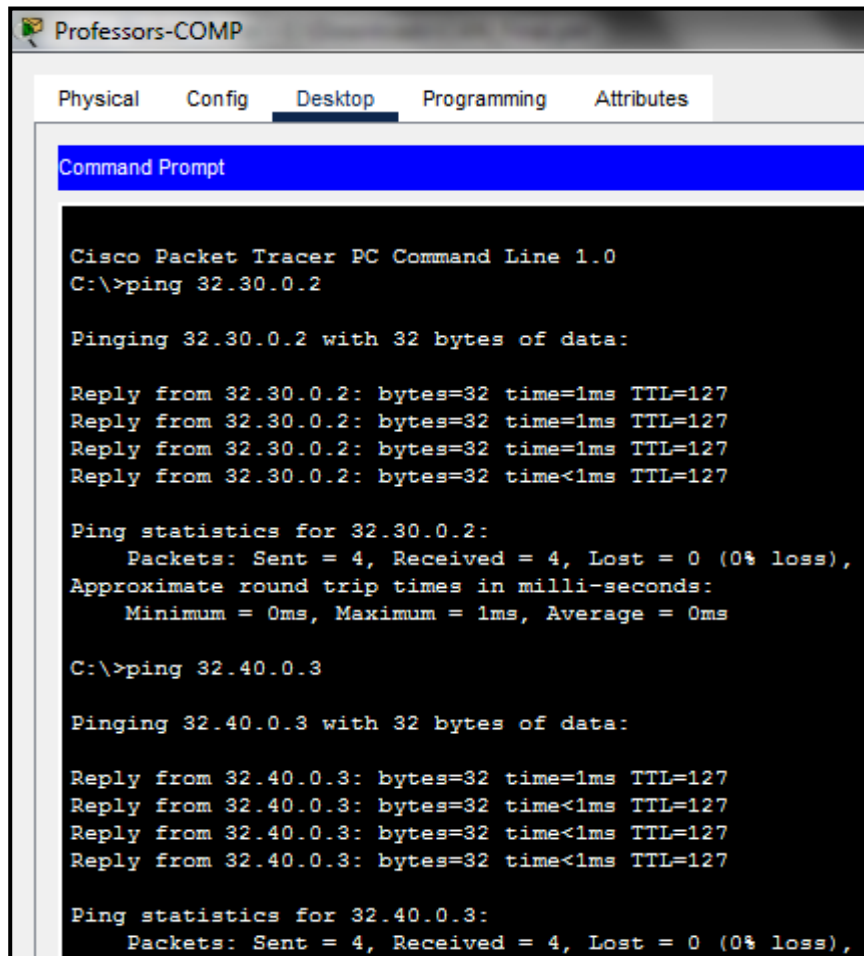 Professors-COMP
Physical Config Desktop Programming Attributes
Command Prompt
Cisco Packet Tracer PC Command Line 1.0
C:\>ping 32.30.0.2
Pinging 32.30.0.2 with 32 bytes of data:
Reply from 32.30.0.2: bytes=32 time=1ms TTL=127
Reply from 32.30.0.2: bytes=32 time=1ms TTL=127
Reply from 32.30.0.2: bytes=32 time=1ms TTL=127
Reply from 32.30.0.2: bytes=32 time<1ms TTL=127
Ping statistics for 32.30.0.2:
Packets: Sent = 4, Received = 4, Lost = 0 (0% loss),
Approximate round trip times in milli-seconds:
Minimum = 0ms, Maximum = 1ms, Average = 0ms
C:\>ping 32.40.0.3
Pinging 32.40.0.3 with 32 bytes of data:
Reply from 32.40.0.3: bytes=32 time=1ms TTL=127
Reply from 32.40.0.3: bytes=32 time<1ms TTL=127
Reply from 32.40.0.3: bytes=32 time<1ms TTL=127
Reply from 32.40.0.3: bytes=32 time<1ms TTL=127
Ping statistics for 32.40.0.3:
Packets: Sent = 4, Received = 4, Lost = 0 (0% loss),